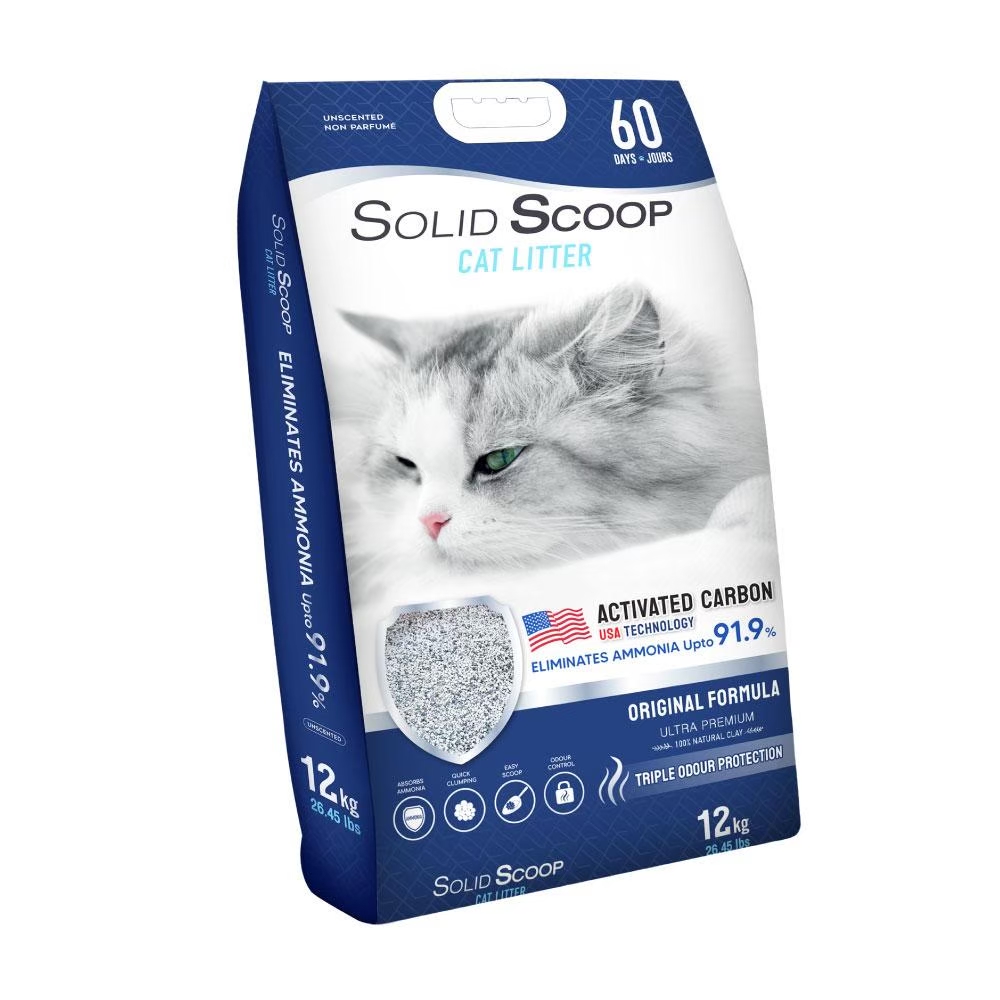 UNSCENTED
NON PARFUMÉ
60
DAYS JOURS
SOLID SCOOP
CAT LITTER
ACTIVATED CARBON
USA TECHNOLOGY
ELIMINATES AMMONIA Upto 91.9%
ORIGINAL FORMULA
ULTRA PREMIUM
100% NATURAL CLAY
TRIPLE ODOUR PROTECTION
ABSORBS
AMMONIA
AMMONIA
QUICK
CLUMPING
EASY
SCOOP
ODOUR
CONTROL
12kg
26.45 lbs
SOLID SCOOP
CAT LITTER
SOLID SCOOP
CAT LITTER
ELIMINATES AMMONIA Upto 91.9%
UNSCENTED
12kg
26.45 lbs